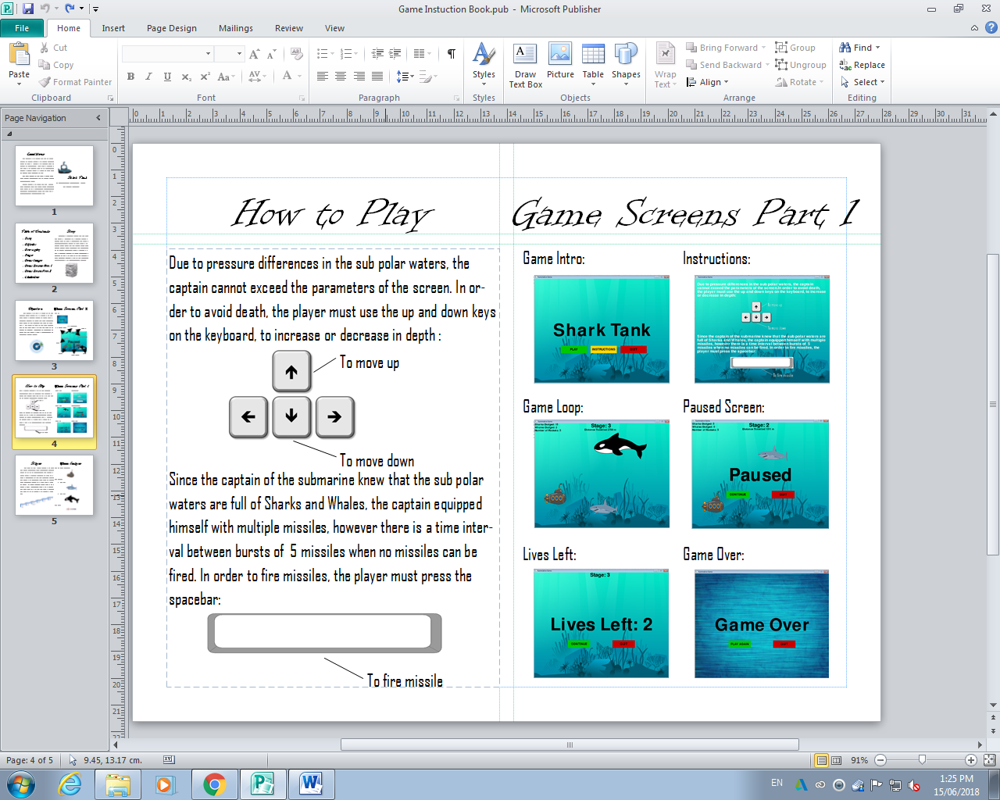 Game Instuction Book.pub - Microsoft Publisher
File Home Insert Page Design Mailings Review View
Paste
Cut
Copy
Format Painter
Clipboard
Font
Paragraph
Styles
Styles
Draw Text Box
Picture
Table
Shapes
Objects
Wrap Text
Bring Forward
Send Backward
Align
Group
Ungroup
Rotate
Arrange
Find
Replace
Select
Editing
Page Navigation
1
2
3
4
5
How to Play
Due to pressure differences in the sub polar waters, the
captain cannot exceed the parameters of the screen. In or-
der to avoid death, the player must use the up and down keys
on the keyboard, to increase or decrease in depth :
To move up
To move down
Since the captain of the submarine knew that the sub polar
waters are full of Sharks and Whales, the captain equipped
himself with multiple missiles, however there is a time inter-
val between bursts of 5 missiles when no missiles can be
fired. In order to fire missiles, the player must press the
spacebar:
To fire missile
Game Screens Part 1
Game Intro:
Shark Tank
PLAY INSTRUCTIONS QUIT
Instructions:
Due to pressure differences in the sub polar waters, the captain
cannot exceed the parameters of the screen,in order to avoid death,
the player must use the up and down keys on the keyboard, to increase
or decrease in depth:
Since the captain of the submarine knew that the sub polar waters are
full of Sharks and Whales, the captain equipped himself with multiple
missiles, however there is a time interval between bursts of 5
missiles when no missiles can be fired. In order to fire missiles, the
player must press the spacebar:
To fire missile
Game Loop:
Stage: 3
Paused Screen:
Stage: 2
Paused
CONTINUE QUIT
Lives Left:
Stage: 3
Lives Left: 2
CONTINUE QUIT
Game Over:
Game Over
PLAY AGAIN QUIT
Page: 4 of 5
9.45, 13.17 cm.
91%
EN
1:25 PM
15/06/2018